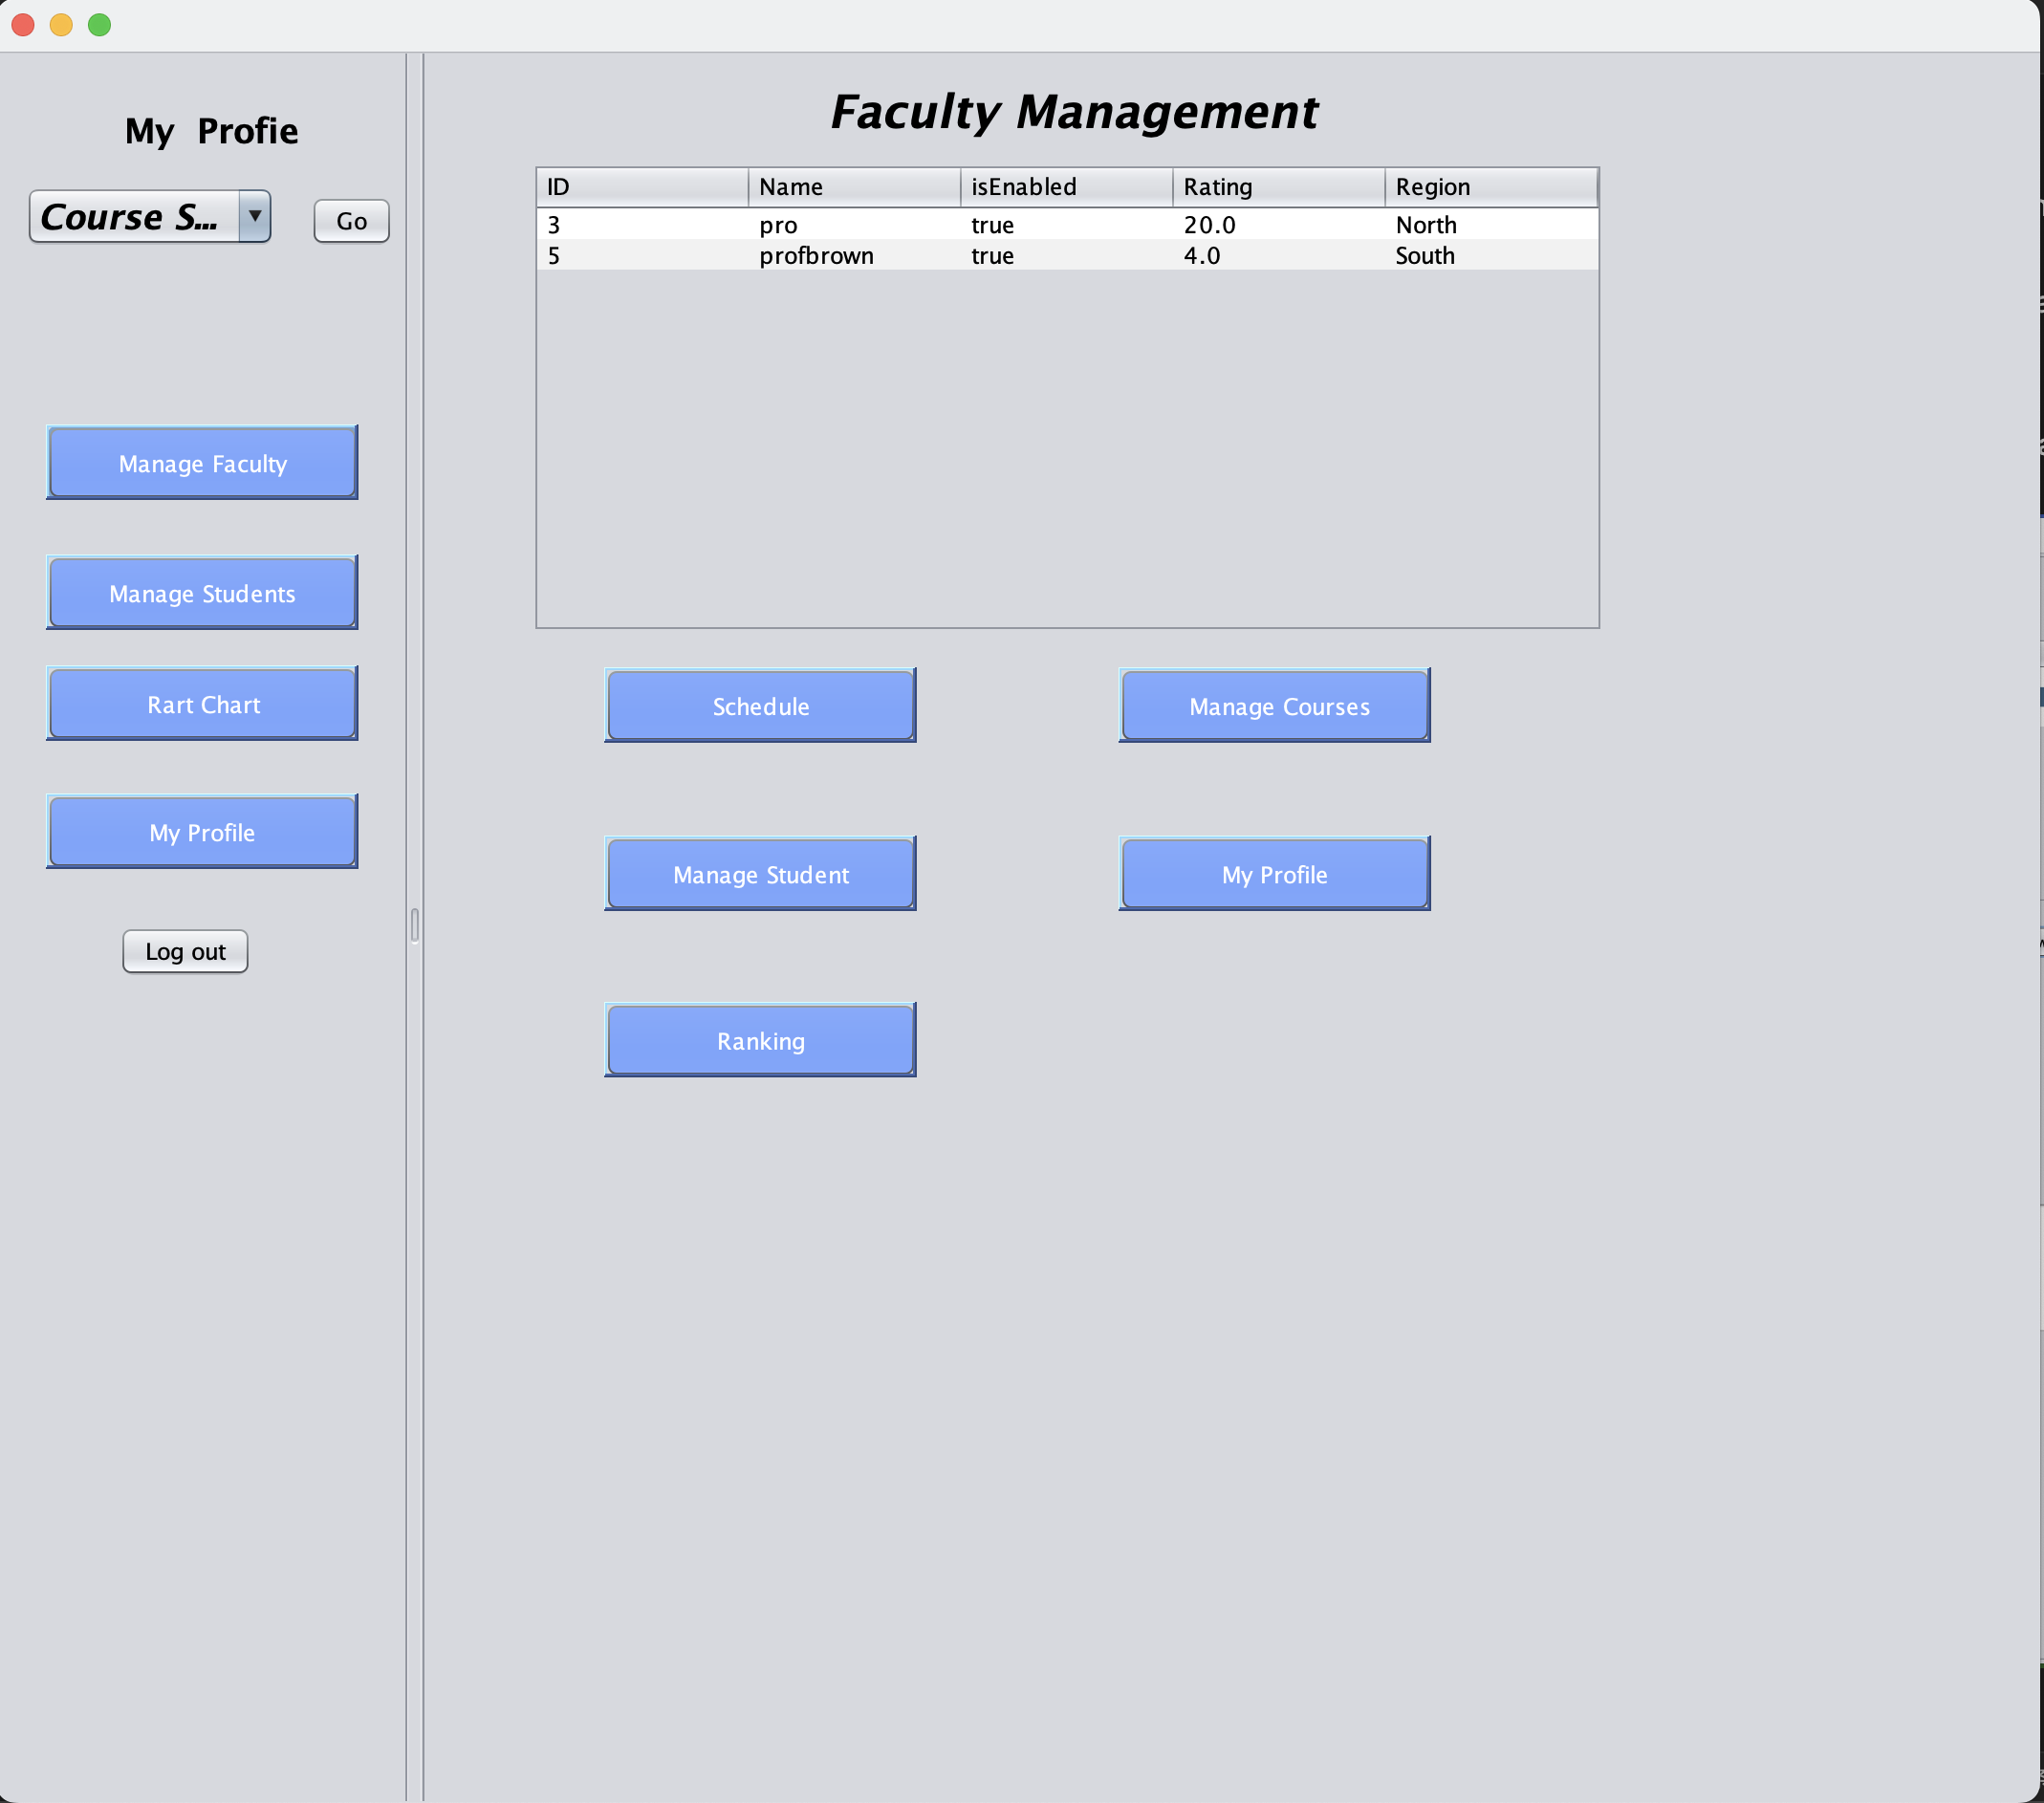 My Profie
Course S...
Go
Manage Faculty
Manage Students
Rart Chart
My Profile
Log out
Faculty Management
ID Name isEnabled Rating Region
3 pro true 20.0 North
5 profbrown true 4.0 South
Schedule Manage Courses
Manage Student My Profile
Ranking